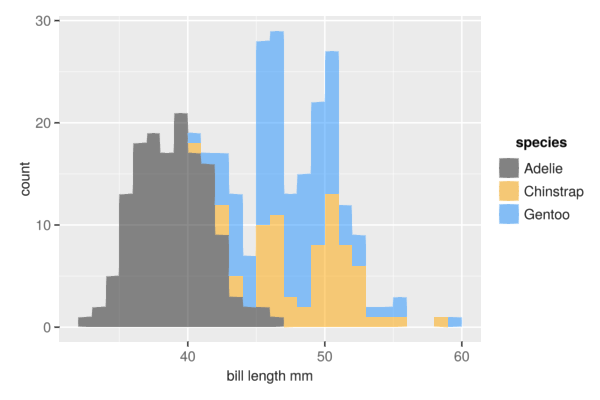 30
20
10
0
count
40
50
60
bill length mm
species
Adelie
Chinstrap
Gentoo